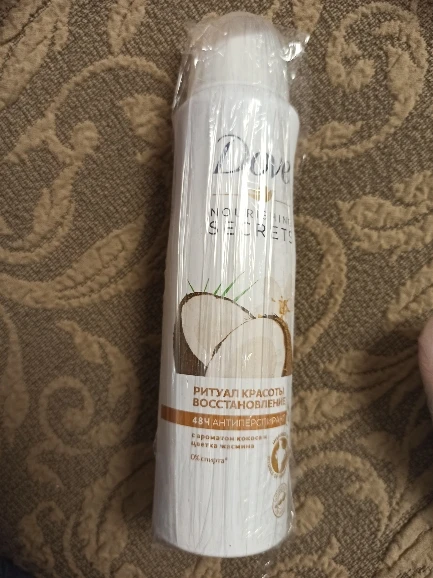 Dove
NOURISHING
SECRETS
РИТУАЛ КРАСОТЫ
ВОССТАНОВЛЕНИЕ
48Ч АНТИПЕРСПИРАНТ
с ароматом кокоса и
цветка жасмина
0% спирта*